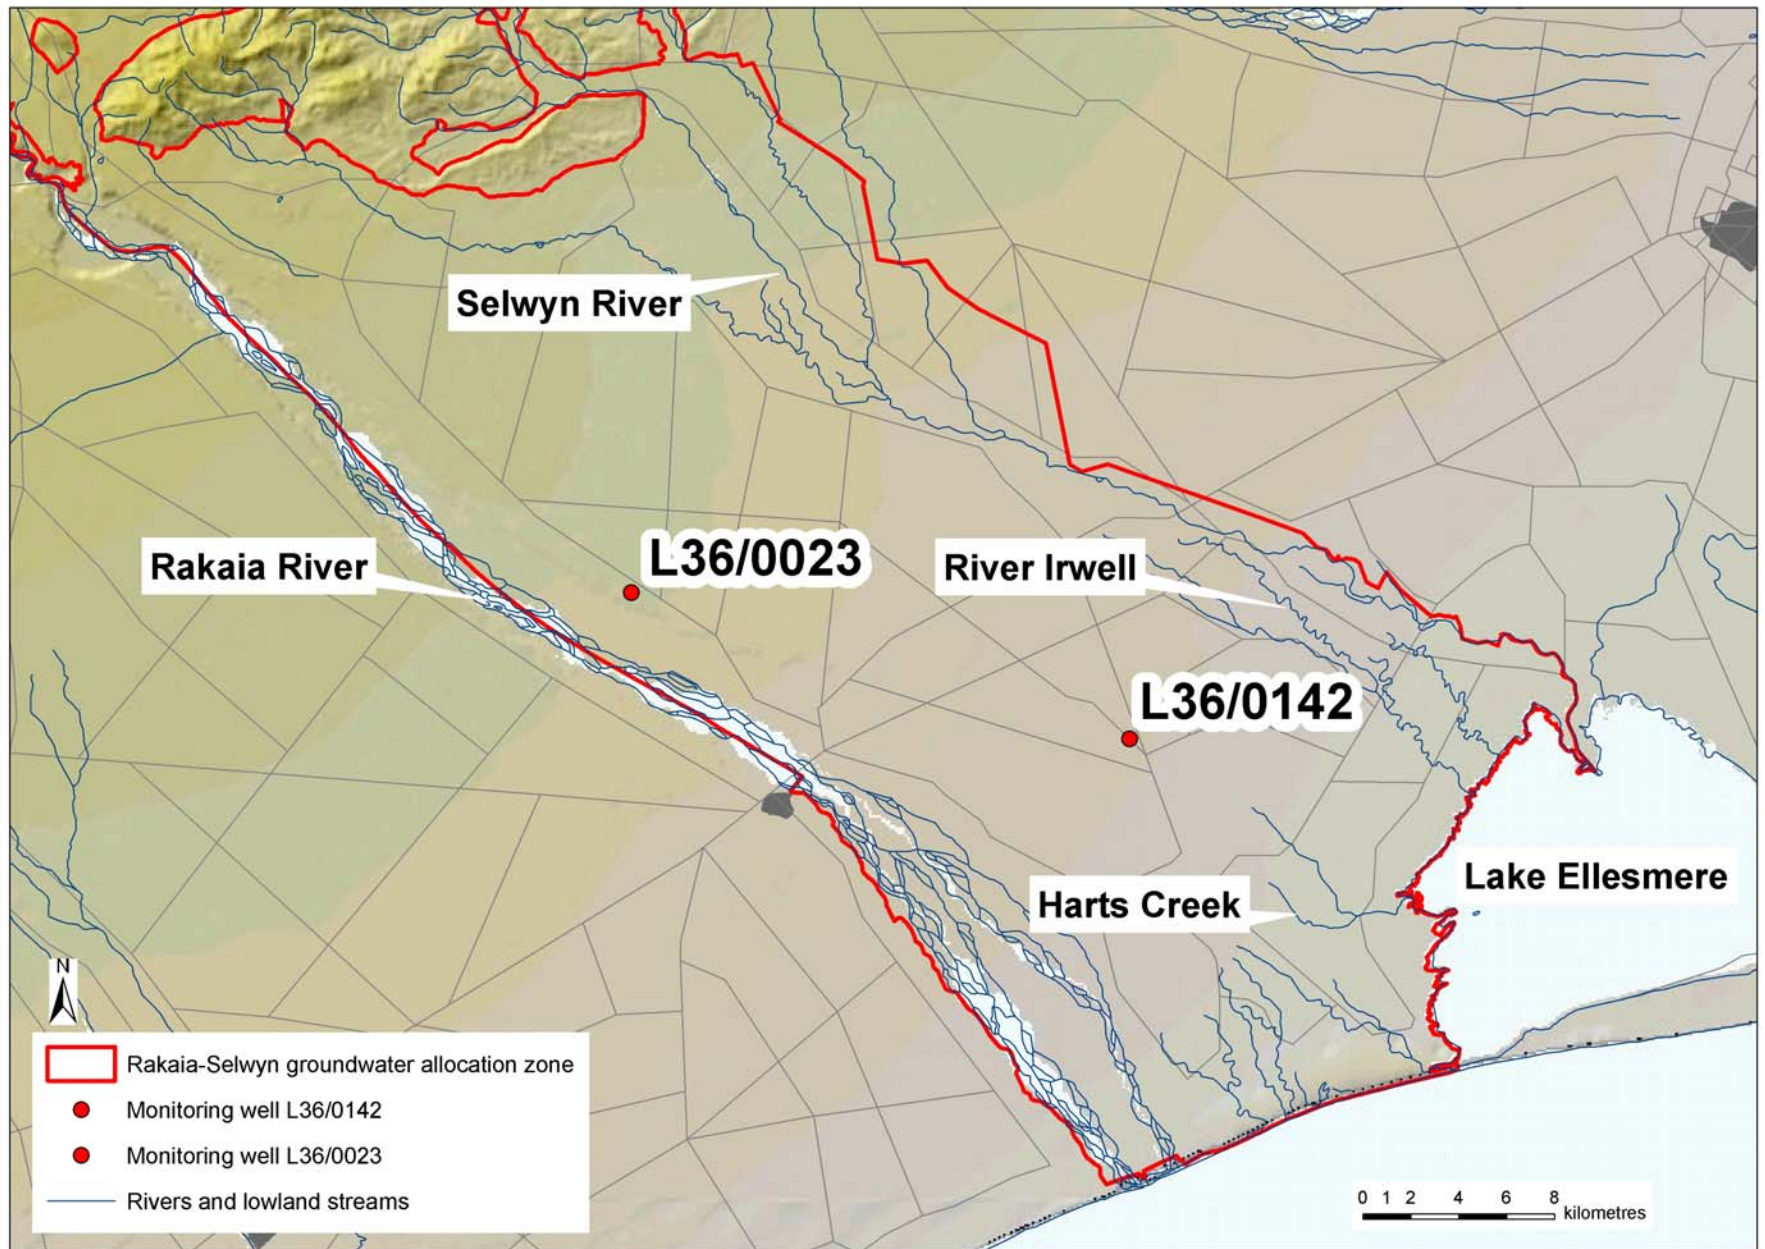 Selwyn River
L36/0023
Rakaia River
River Irwell
L36/0142
Lake Ellesmere
Harts Creek
N
Rakaia-Selwyn groundwater allocation zone
Monitoring well L36/0142
Monitoring well L36/0023
Rivers and lowland streams
0 1 2 4 6 8
kilometres